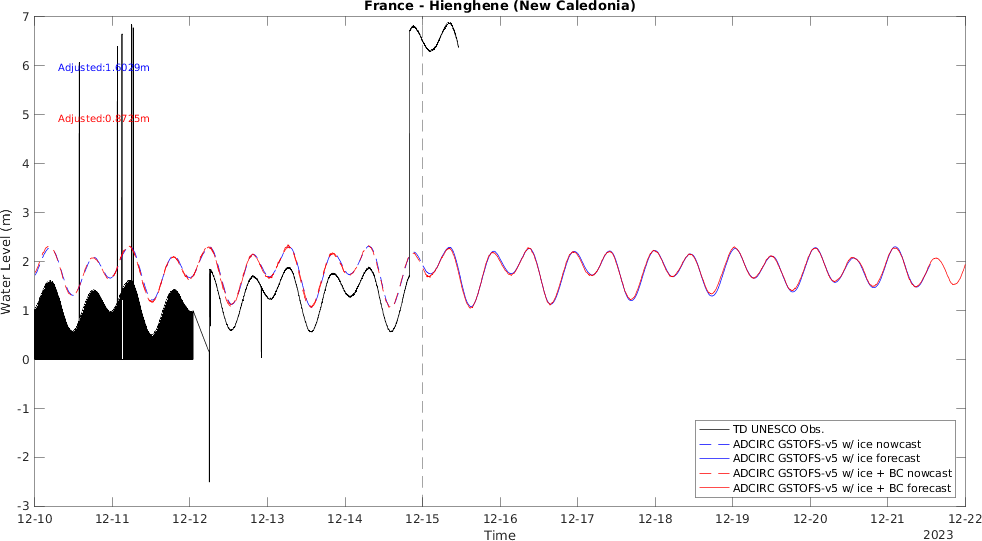 France - Hienghene (New Caledonia)
Water Level (m)
7
6
5
4
3
2
1
0
-1
-2
-3
Adjusted:1.6029m
Adjusted:0.8725m
TD UNESCO Obs.
ADCIRC GSTOFS-v5 w/ ice nowcast
ADCIRC GSTOFS-v5 w/ ice forecast
ADCIRC GSTOFS-v5 w/ ice + BC nowcast
ADCIRC GSTOFS-v5 w/ ice + BC forecast
12-10 12-11 12-12 12-13 12-14 12-15 12-16 12-17 12-18 12-19 12-20 12-21 12-22
Time
2023